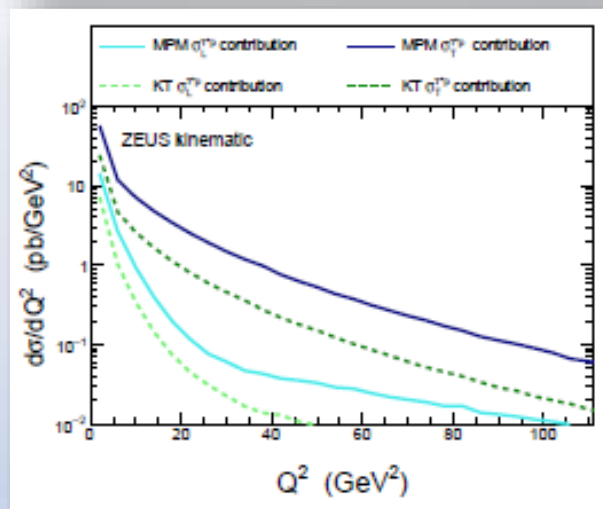 MPM σ_L^γ*p contribution    MPM σ_T^γ*p contribution
KT σ_L^γ*p contribution    KT σ_T^γ*p contribution
ZEUS kinematic
dσ/dQ² (pb/GeV²)
10²
10
1
10⁻¹
10⁻²
0 20 40 60 80 100
Q² (GeV²)